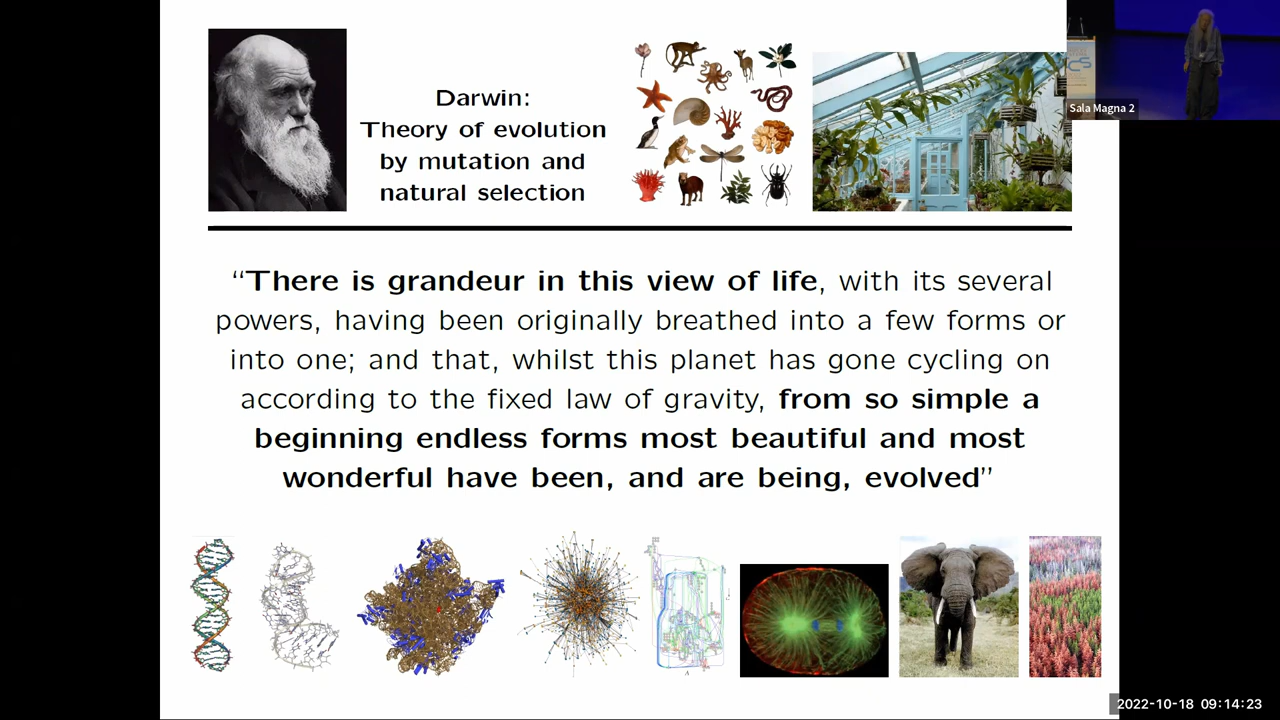 Darwin:
Theory of evolution
by mutation and
natural selection
Sala Magna 2
“There is grandeur in this view of life, with its several
powers, having been originally breathed into a few forms or
into one; and that, whilst this planet has gone cycling on
according to the fixed law of gravity, from so simple a
beginning endless forms most beautiful and most
wonderful have been, and are being, evolved”
2022-10-18 09:14:23